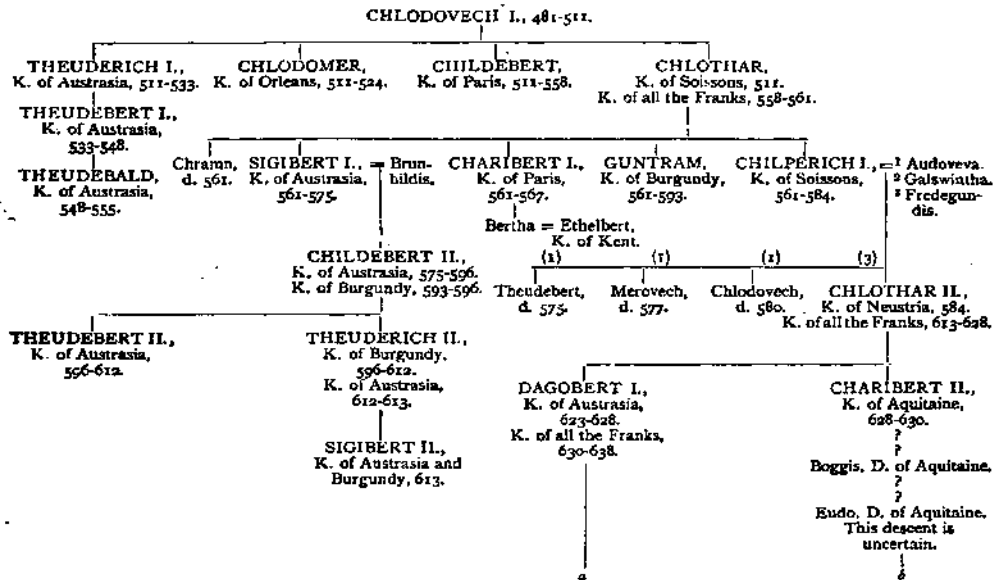 CHLODOVECH I., 481-511.
THEUDERICH I.,
K. of Austrasia, 511-533.
CHLODOMER,
K. of Orleans, 511-524.
CHILDEBERT,
K. of Paris, 511-558.
CHLOTHAR,
K. of Soissons, 511.
K. of all the Franks, 558-561.
THEUDEBERT I.,
K. of Austrasia,
533-548.
THEUDEBALD,
K. of Austrasia,
548-555.
Chramn,
d. 561.
SIGIBERT I.,
K. of Austrasia,
561-575.
= Brun-
hildis.
CHARIBERT I.,
K. of Paris,
561-567.
GUNTRAM,
K. of Burgundy,
561-593.
CHILPERICH I.,
K. of Soissons,
561-584.
= 1 Audoveva.
2 Galswintha.
3 Fredegun-
dis.
Bertha = Ethelbert,
K. of Kent.
CHILDEBERT II.,
K. of Austrasia, 575-596.
K. of Burgundy, 593-596.
(1) (1) (1) (3)
Theudebert,
d. 575.
Merovech,
d. 577.
Chlodovech,
d. 580.
CHLOTHAR II.,
K. of Neustria, 584.
K. of all the Franks, 613-628.
THEUDEBERT II.,
K. of Austrasia,
596-612.
THEUDERICH II.,
K. of Burgundy,
596-612.
K. of Austrasia,
612-613.
SIGIBERT II.,
K. of Austrasia and
Burgundy, 613.
DAGOBERT I.,
K. of Austrasia,
623-628.
K. of all the Franks,
630-638.
CHARIBERT II.,
K. of Aquitaine,
628-630.
?
?
Boggis, D. of Aquitaine.
?
?
Eudo, D. of Aquitaine.
This descent is
uncertain.
a
b